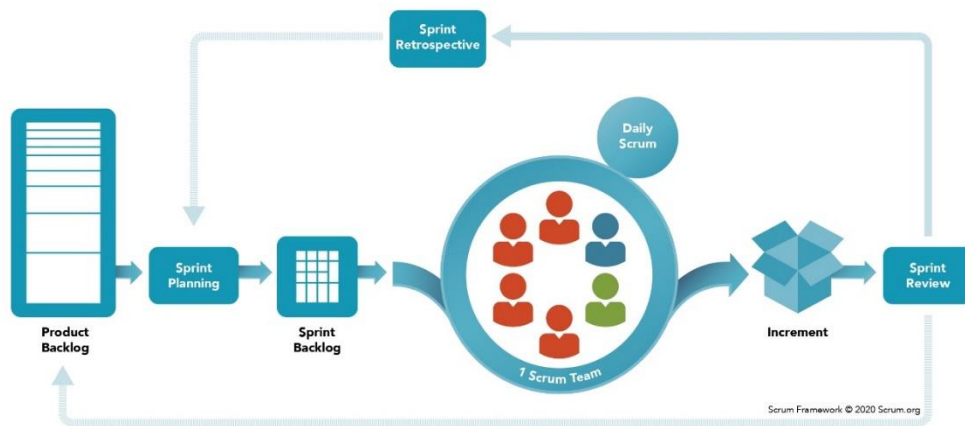 Sprint
Retrospective
Daily
Scrum
Sprint
Planning
Sprint
Review
Product
Backlog
Sprint
Backlog
Increment
1 Scrum Team
Scrum Framework © 2020 Scrum.org